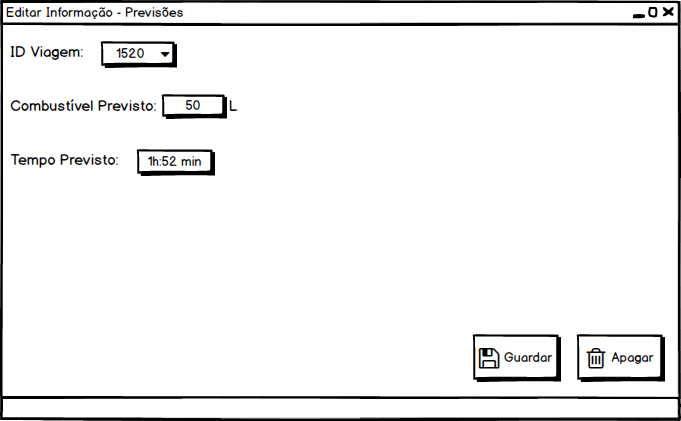 Editar Informação - Previsões
ID Viagem: 1520
Combustível Previsto: 50 L
Tempo Previsto: 1h:52 min
Guardar Apagar